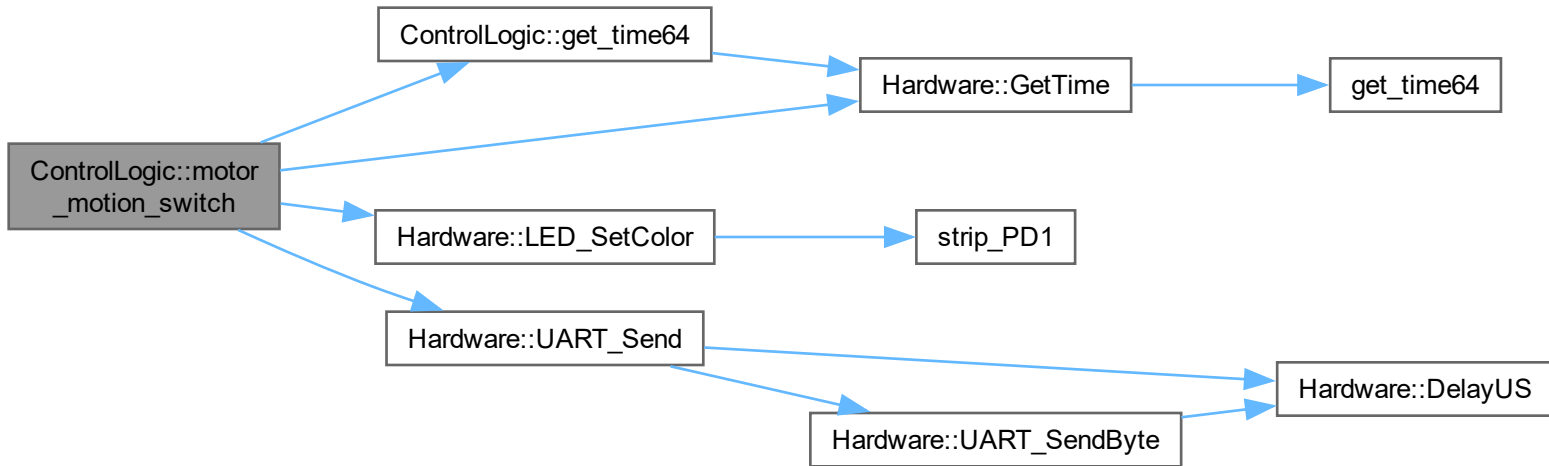 ControlLogic::get_time64
Hardware::GetTime
get_time64
ControlLogic::motor
_motion_switch
Hardware::LED_SetColor
strip_PD1
Hardware::UART_Send
Hardware::DelayUS
Hardware::UART_SendByte